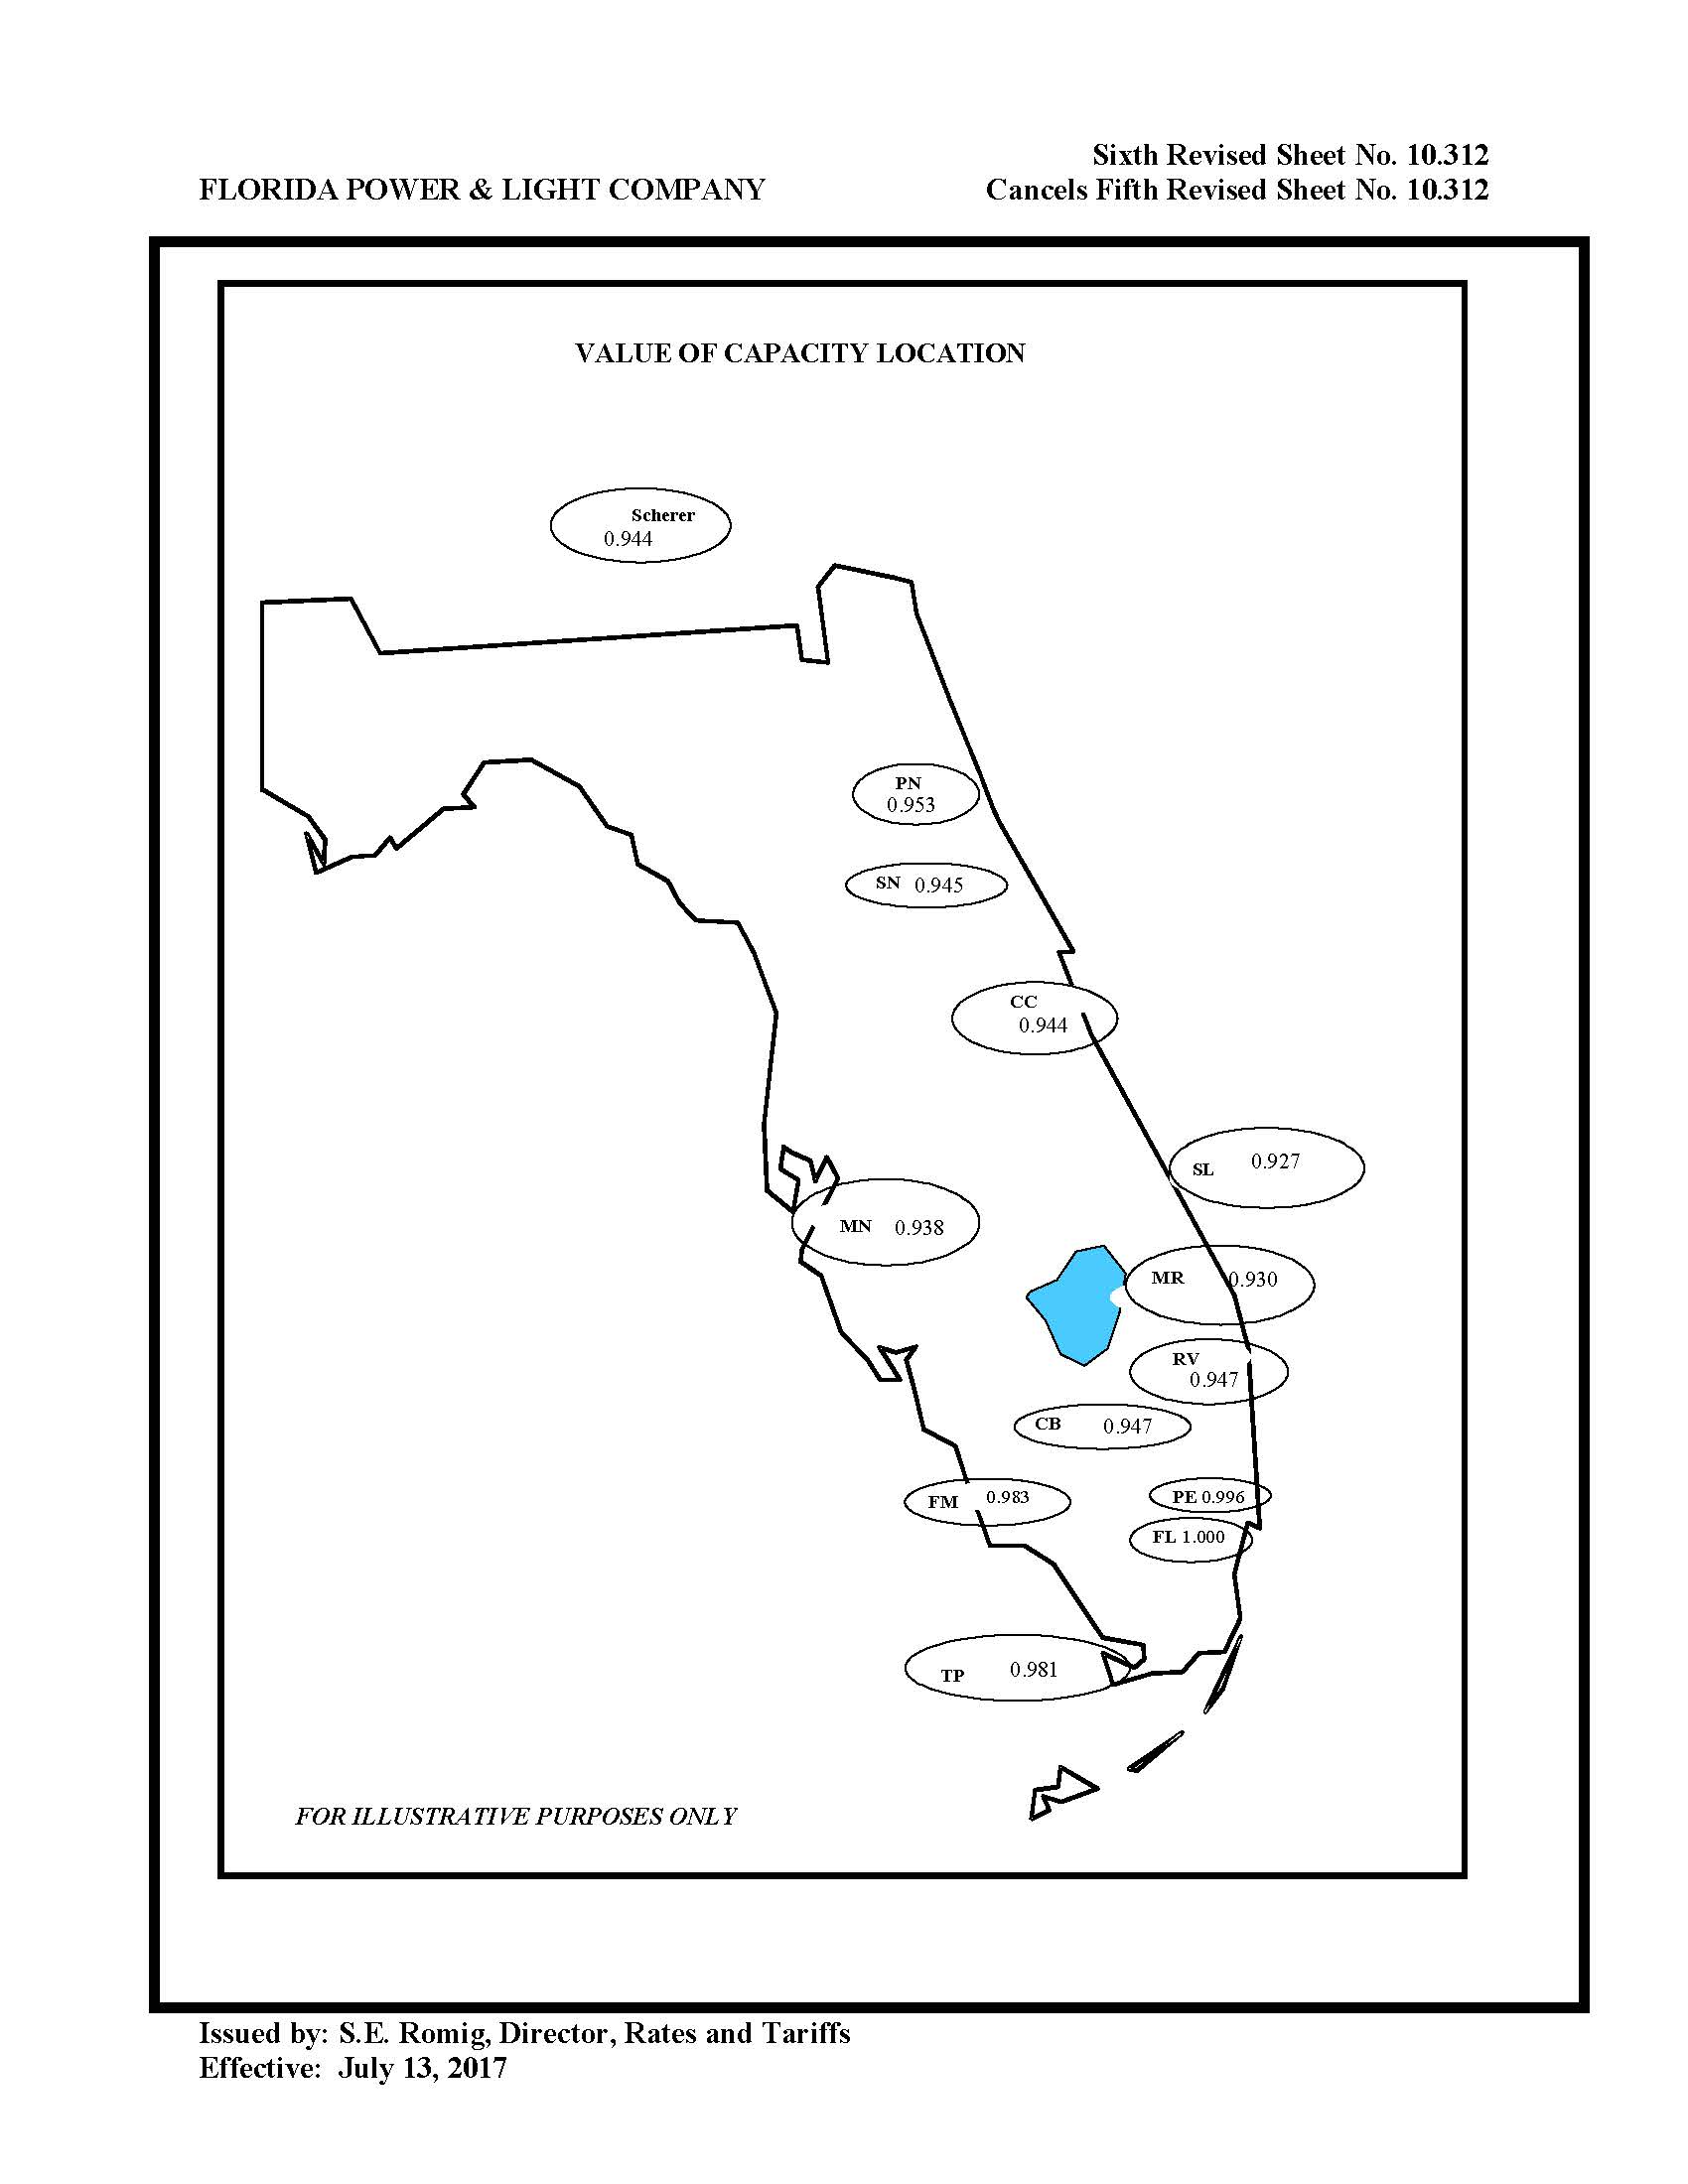 Sixth Revised Sheet No. 10.312
FLORIDA POWER & LIGHT COMPANY
Cancels Fifth Revised Sheet No. 10.312
VALUE OF CAPACITY LOCATION
Scherer
0.944
PN
0.953
SN 0.945
CC
0.944
SL 0.927
MN 0.938
MR 0.930
RV
0.947
CB 0.947
FM 0.983
PE 0.996
FL 1.000
TP 0.981
FOR ILLUSTRATIVE PURPOSES ONLY
Issued by: S.E. Romig, Director, Rates and Tariffs
Effective: July 13, 2017